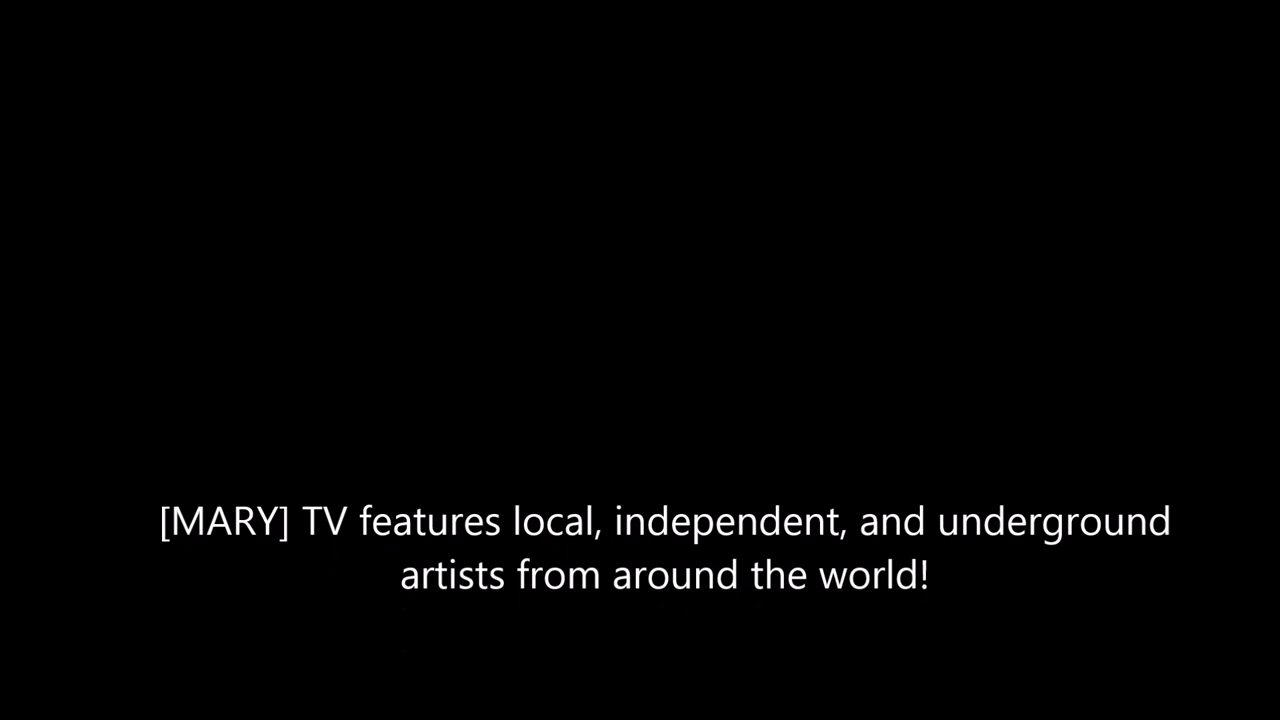 [MARY] TV features local, independent, and underground
artists from around the world!